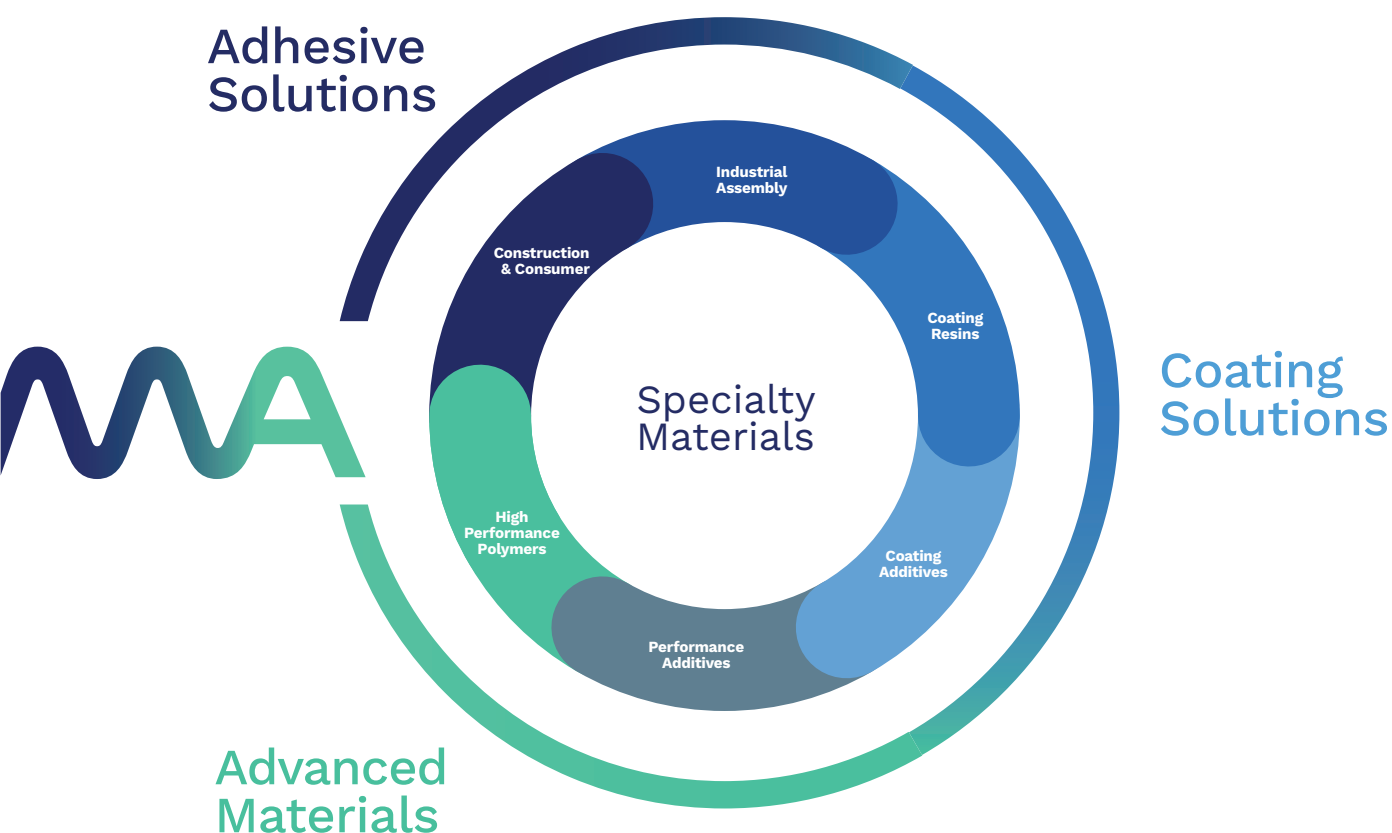 Adhesive
Solutions
Industrial
Assembly
Construction
& Consumer
Coating
Resins
Coating
Solutions
Specialty
Materials
High
Performance
Polymers
Coating
Additives
Performance
Additives
Advanced
Materials